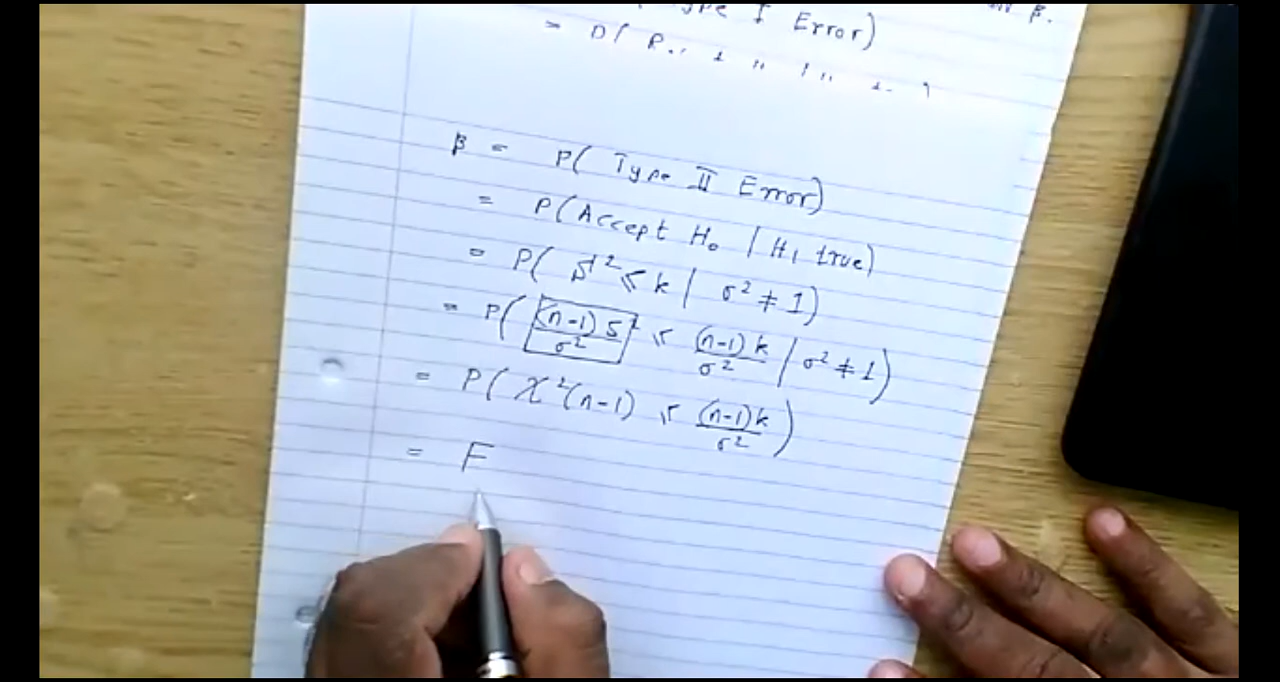 Type I Error) β.
= P(
β = P( Type II Error)
= P(Accept H₀ | H₁ true)
= P( S² ≤ k | σ² ≠ 1)
= P( (n-1) S²/σ² ≤ (n-1) k/σ² | σ² ≠ 1)
= P( χ²(n-1) ≤ (n-1)k/σ² )
= F